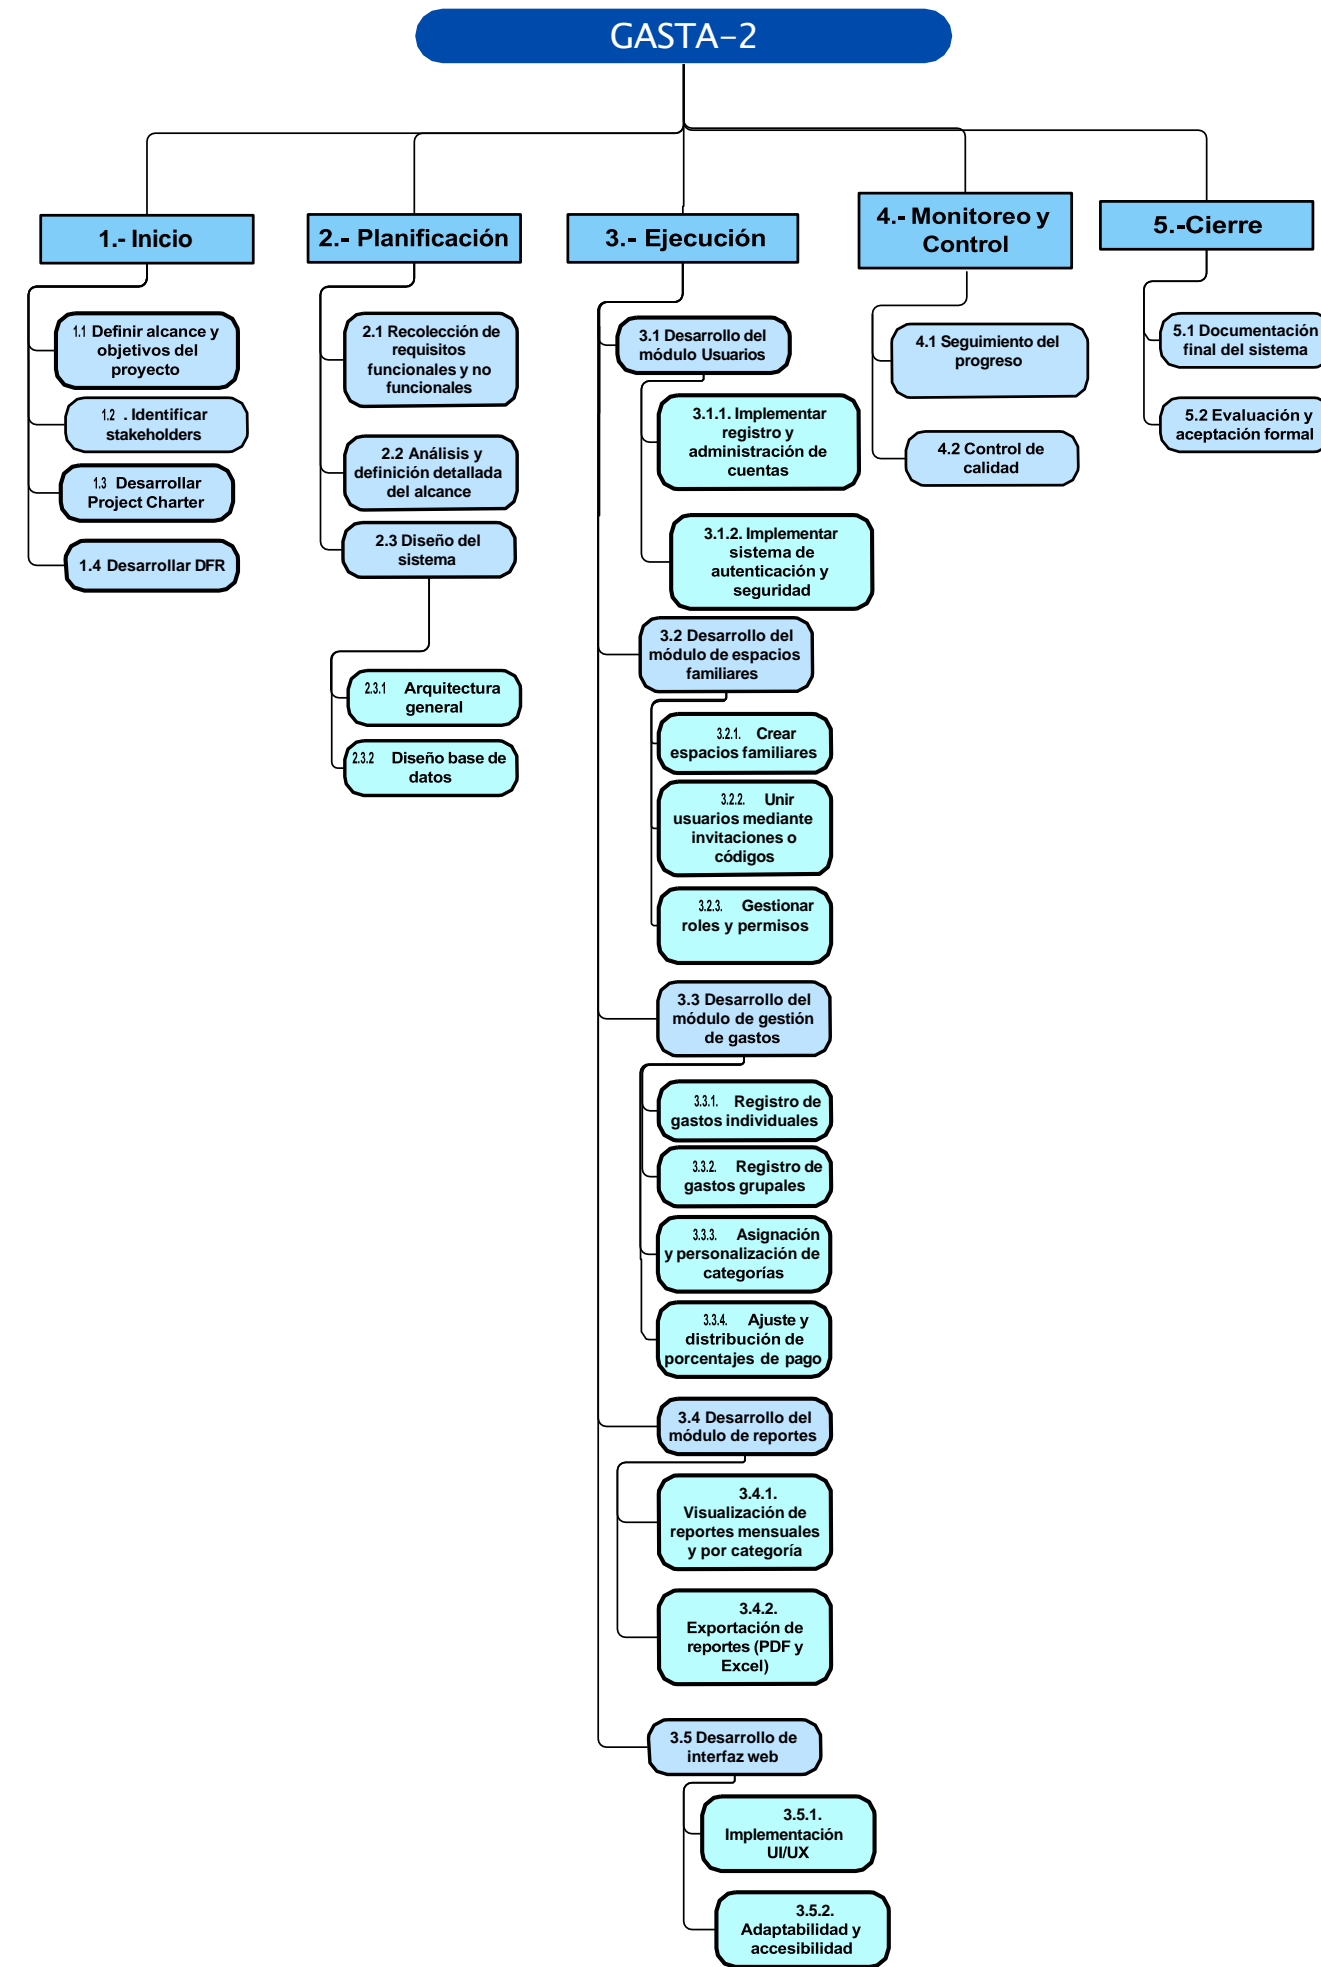 GASTA-2
1.- Inicio
1.1 Definir alcance y
objetivos del
proyecto
1.2 . Identificar
stakeholders
1.3 Desarrollar
Project Charter
1.4 Desarrollar DFR
2.- Planificación
2.1 Recolección de
requisitos
funcionales y no
funcionales
2.2 Análisis y
definición detallada
del alcance
2.3 Diseño del
sistema
2.3.1 Arquitectura
general
2.3.2 Diseño base de
datos
3.- Ejecución
3.1 Desarrollo del
módulo Usuarios
3.1.1. Implementar
registro y
administración de
cuentas
3.1.2. Implementar
sistema de
autenticación y
seguridad
3.2 Desarrollo del
módulo de espacios
familiares
3.2.1. Crear
espacios familiares
3.2.2. Unir
usuarios mediante
invitaciones o
códigos
3.2.3. Gestionar
roles y permisos
3.3 Desarrollo del
módulo de gestión
de gastos
3.3.1. Registro de
gastos individuales
3.3.2. Registro de
gastos grupales
3.3.3. Asignación
y personalización de
categorías
3.3.4. Ajuste y
distribución de
porcentajes de pago
3.4 Desarrollo del
módulo de reportes
3.4.1.
Visualización de
reportes mensuales
y por categoría
3.4.2.
Exportación de
reportes (PDF y
Excel)
3.5 Desarrollo de
interfaz web
3.5.1.
Implementación
UI/UX
3.5.2.
Adaptabilidad y
accesibilidad
4.- Monitoreo y
Control
4.1 Seguimiento del
progreso
4.2 Control de
calidad
5.-Cierre
5.1 Documentación
final del sistema
5.2 Evaluación y
aceptación formal